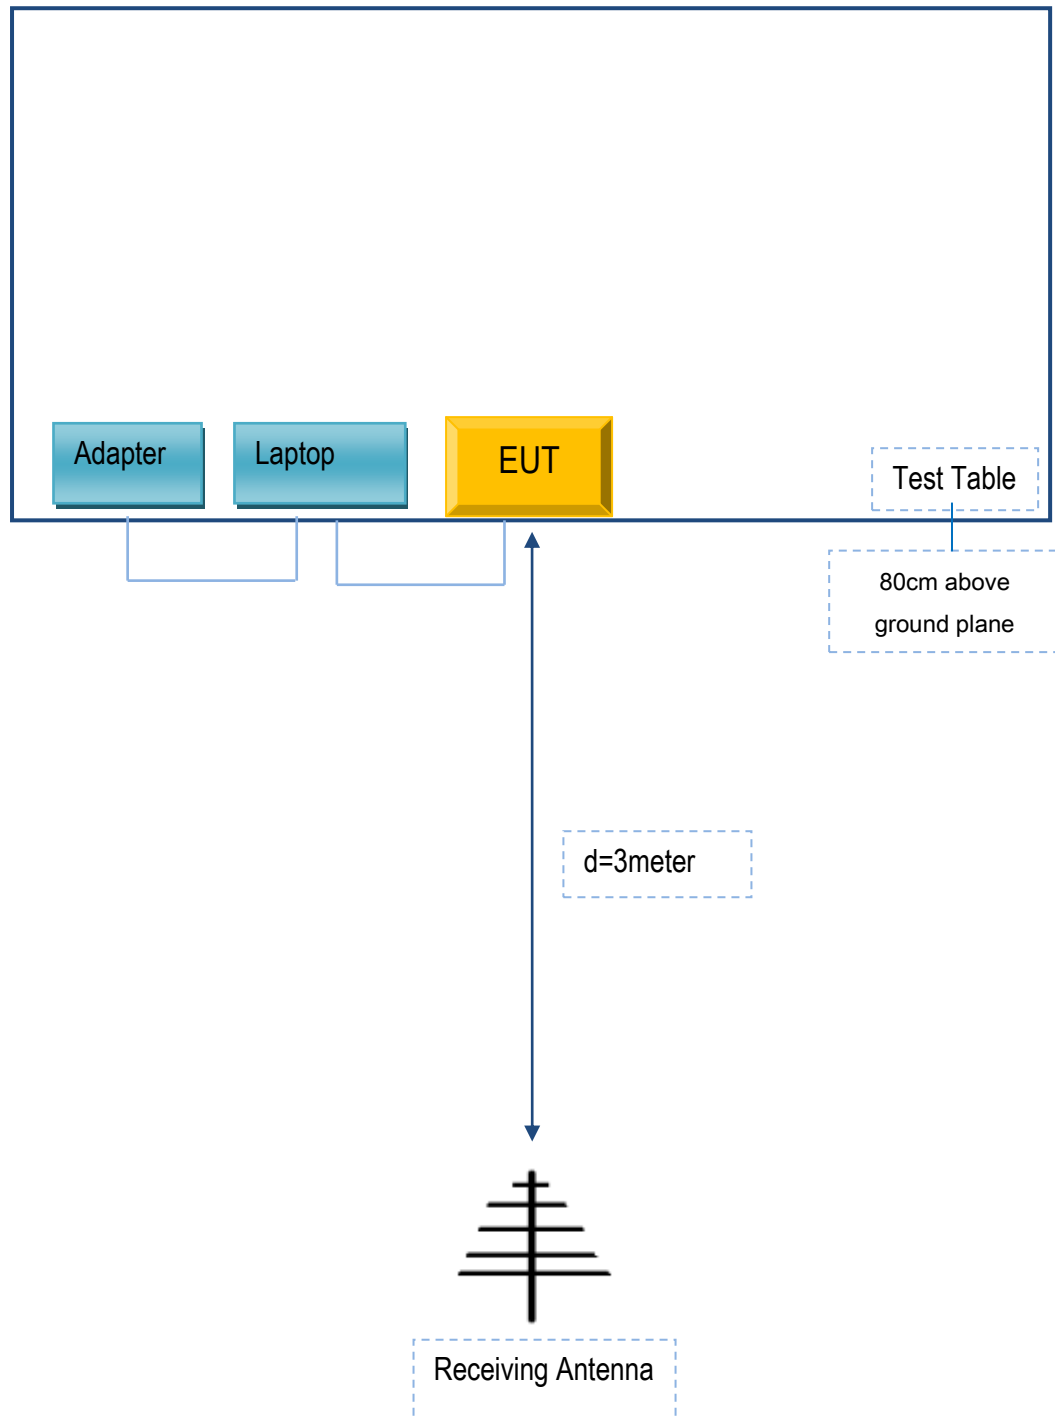 Adapter
Laptop
EUT
Test Table
80cm above
ground plane
d=3meter
Receiving Antenna